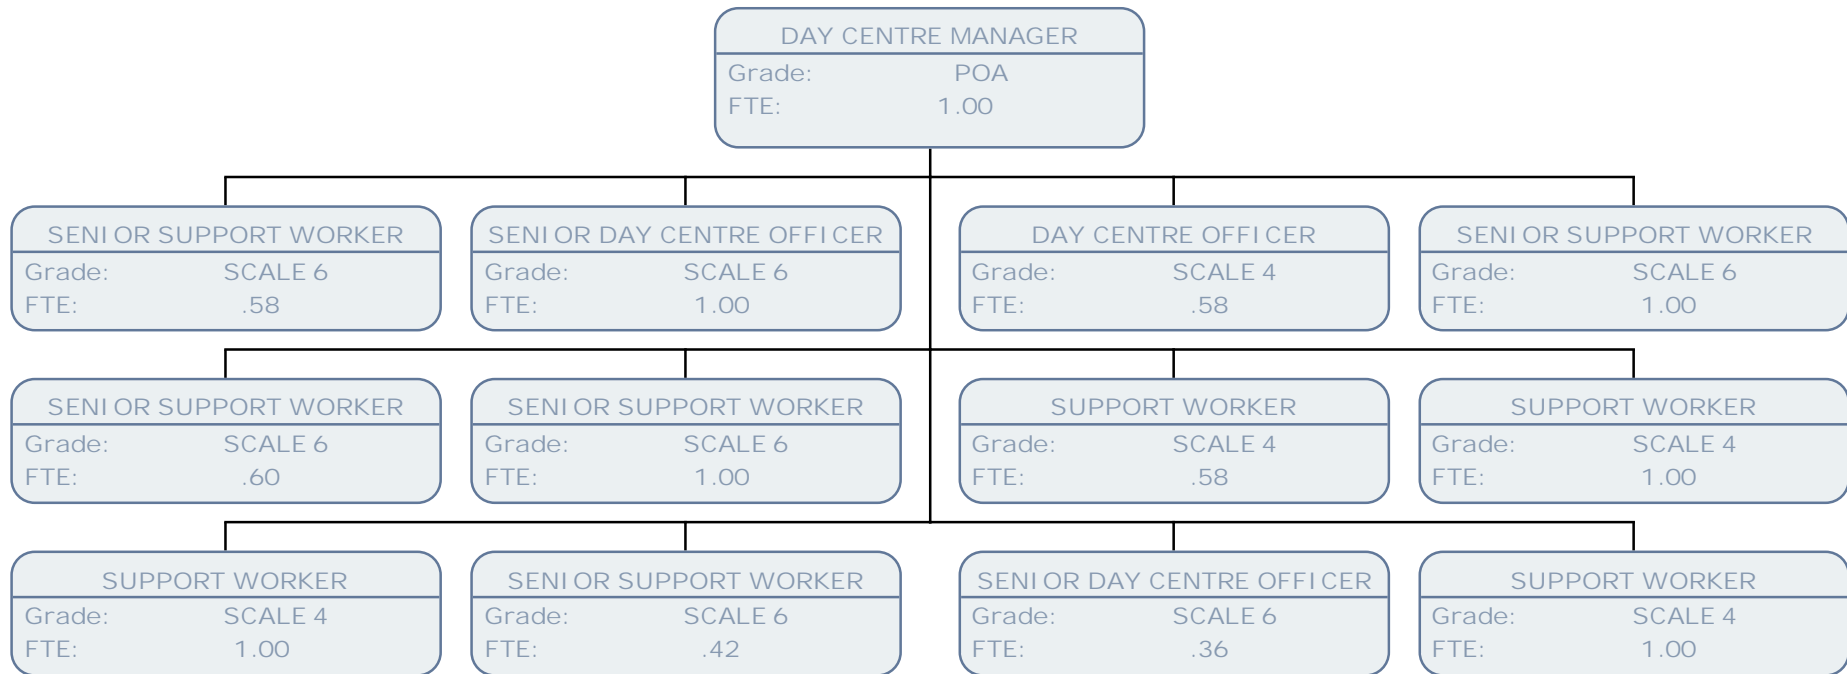 DAY CENTRE MANAGER
Grade: POA
FTE: 1.00
SENIOR SUPPORT WORKER
Grade: SCALE 6
FTE: .58
SENIOR DAY CENTRE OFFICER
Grade: SCALE 6
FTE: 1.00
DAY CENTRE OFFICER
Grade: SCALE 4
FTE: .58
SENIOR SUPPORT WORKER
Grade: SCALE 6
FTE: 1.00
SENIOR SUPPORT WORKER
Grade: SCALE 6
FTE: .60
SENIOR SUPPORT WORKER
Grade: SCALE 6
FTE: 1.00
SUPPORT WORKER
Grade: SCALE 4
FTE: .58
SUPPORT WORKER
Grade: SCALE 4
FTE: 1.00
SUPPORT WORKER
Grade: SCALE 4
FTE: 1.00
SENIOR SUPPORT WORKER
Grade: SCALE 6
FTE: .42
SENIOR DAY CENTRE OFFICER
Grade: SCALE 6
FTE: .36
SUPPORT WORKER
Grade: SCALE 4
FTE: 1.00